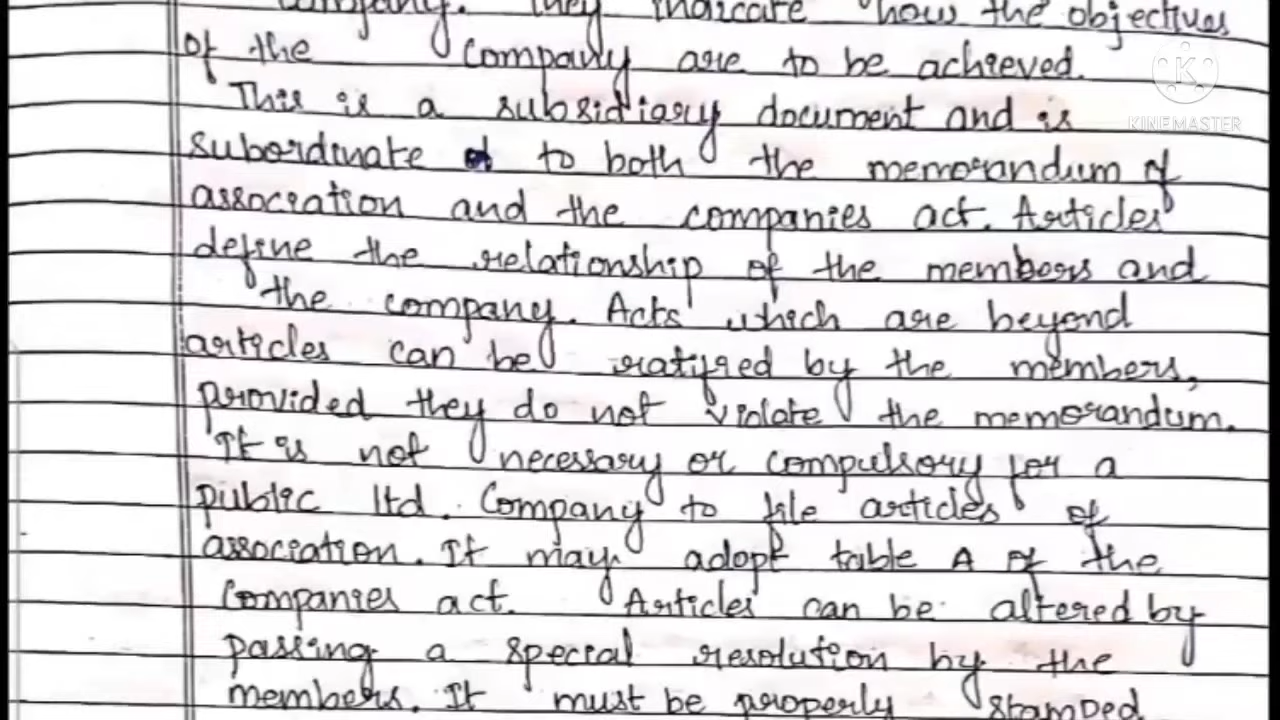 company. They indicate how the objectives
of the Company are to be achieved.
This is a subsidiary document and is
KINEMASTER
subordinate to both the memorandum of
association and the companies act. Articles
define the relationship of the members and
the company. Acts which are beyond
articles can be ratified by the members,
provided they do not violate the memorandum.
It is not necessary or compulsory for a
public ltd. Company to file articles of
association. It may adopt table A of the
Companies act. Articles can be altered by
passing a special resolution by the
members. It must be properly stamped